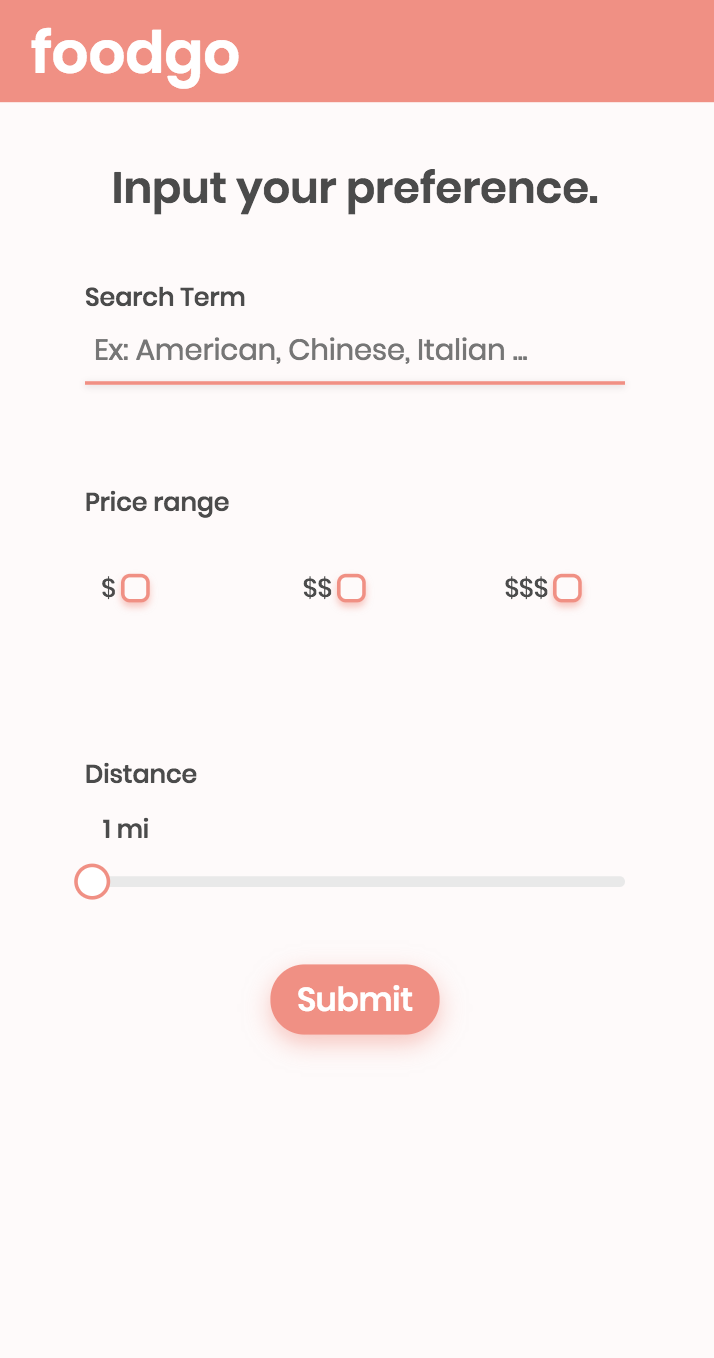 foodgo
Input your preference.
Search Term
Ex: American, Chinese, Italian ...
Price range
$ $$ $$$
Distance
1 mi
Submit